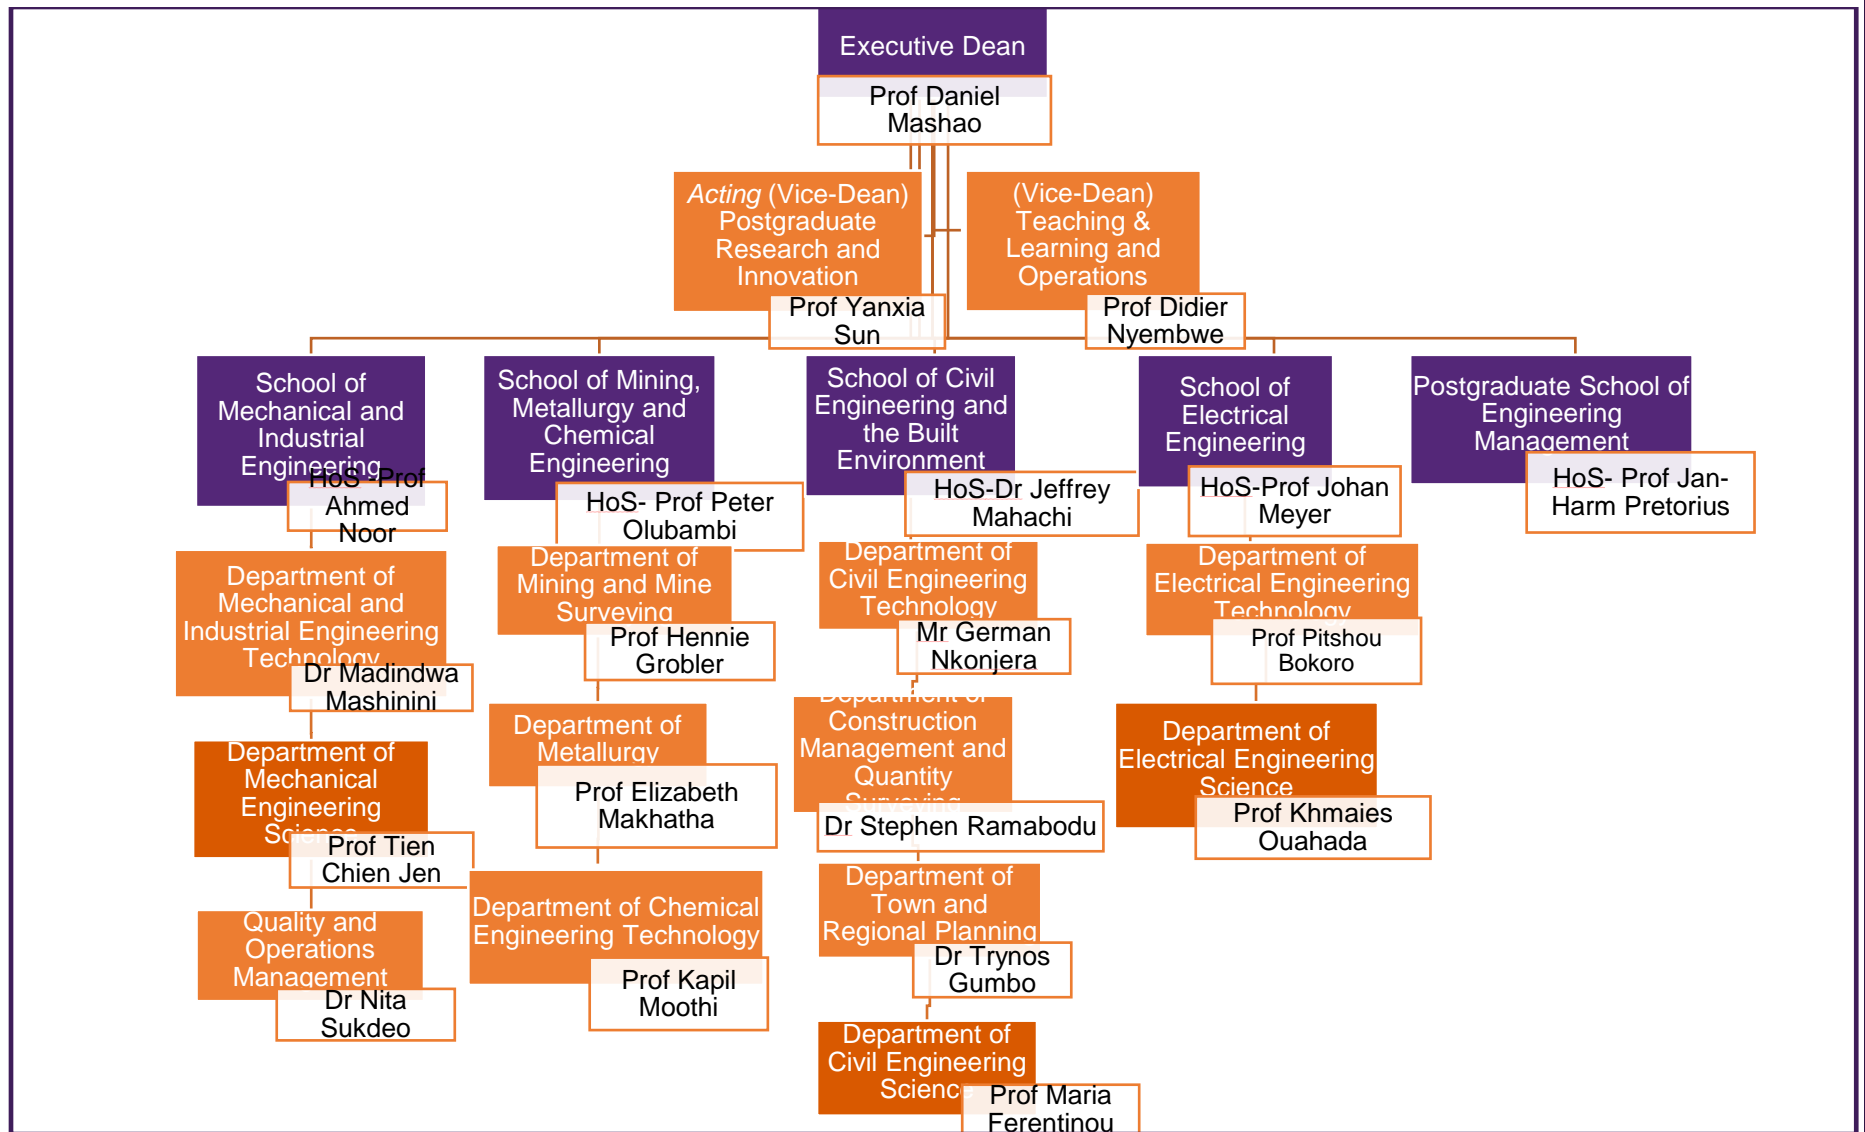 Executive Dean
Prof Daniel
Mashao
Acting (Vice-Dean)
Postgraduate
Research and
Innovation
Prof Yanxia
Sun
(Vice-Dean)
Teaching &
Learning and
Operations
Prof Didier
Nyembwe
School of
Mechanical and
Industrial
Engineering
HoS -Prof
Ahmed
Noor
Department of
Mechanical and
Industrial Engineering
Technology
Dr Madindwa
Mashinini
Department of
Mechanical
Engineering
Science
Prof Tien
Chien Jen
Quality and
Operations
Management
Dr Nita
Sukdeo
School of Mining,
Metallurgy and
Chemical
Engineering
HoS- Prof Peter
Olubambi
Department of
Mining and Mine
Surveying
Prof Hennie
Grobler
Department of
Metallurgy
Prof Elizabeth
Makhatha
Department of Chemical
Engineering Technology
Prof Kapil
Moothi
School of Civil
Engineering and
the Built
Environment
HoS-Dr Jeffrey
Mahachi
Department of
Civil Engineering
Technology
Mr German
Nkonjera
Department of
Construction
Management and
Quantity
Surveying
Dr Stephen Ramabodu
Department of
Town and
Regional Planning
Dr Trynos
Gumbo
Department of
Civil Engineering
Science
Prof Maria
Ferentinou
School of
Electrical
Engineering
HoS-Prof Johan
Meyer
Department of
Electrical Engineering
Technology
Prof Pitshou
Bokoro
Department of
Electrical Engineering
Science
Prof Khmaies
Ouahada
Postgraduate School of
Engineering
Management
HoS- Prof Jan-
Harm Pretorius